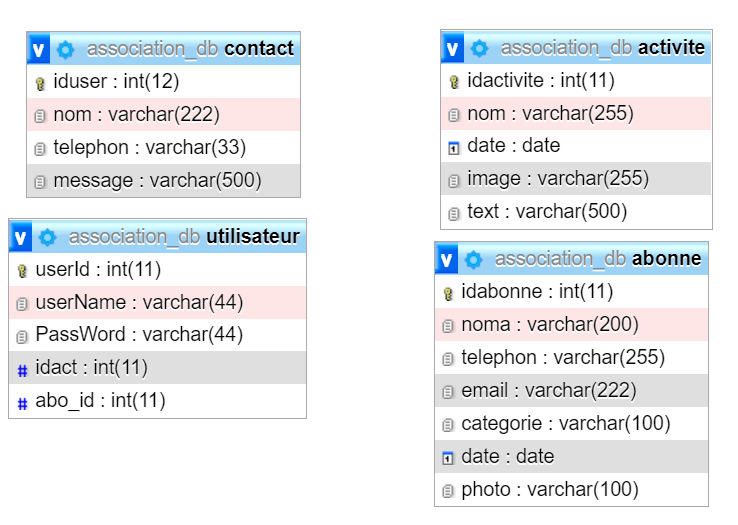 association_db contact
iduser : int(12)
nom : varchar(222)
telephon : varchar(33)
message : varchar(500)
association_db utilisateur
userId : int(11)
userName : varchar(44)
PassWord : varchar(44)
idact : int(11)
abo_id : int(11)
association_db activite
idactivite : int(11)
nom : varchar(255)
date : date
image : varchar(255)
text : varchar(500)
association_db abonne
idabonne : int(11)
noma : varchar(200)
telephon : varchar(255)
email : varchar(222)
categorie : varchar(100)
date : date
photo : varchar(100)